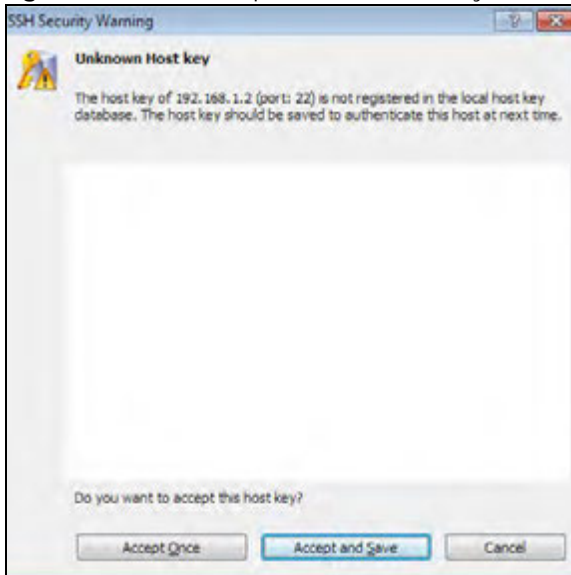 SSH Security Warning
Unknown Host key
The host key of 192.168.1.2 (port: 22) is not registered in the local host key
database. The host key should be saved to authenticate this host at next time.
Do you want to accept this host key?
Accept Once
Accept and Save
Cancel